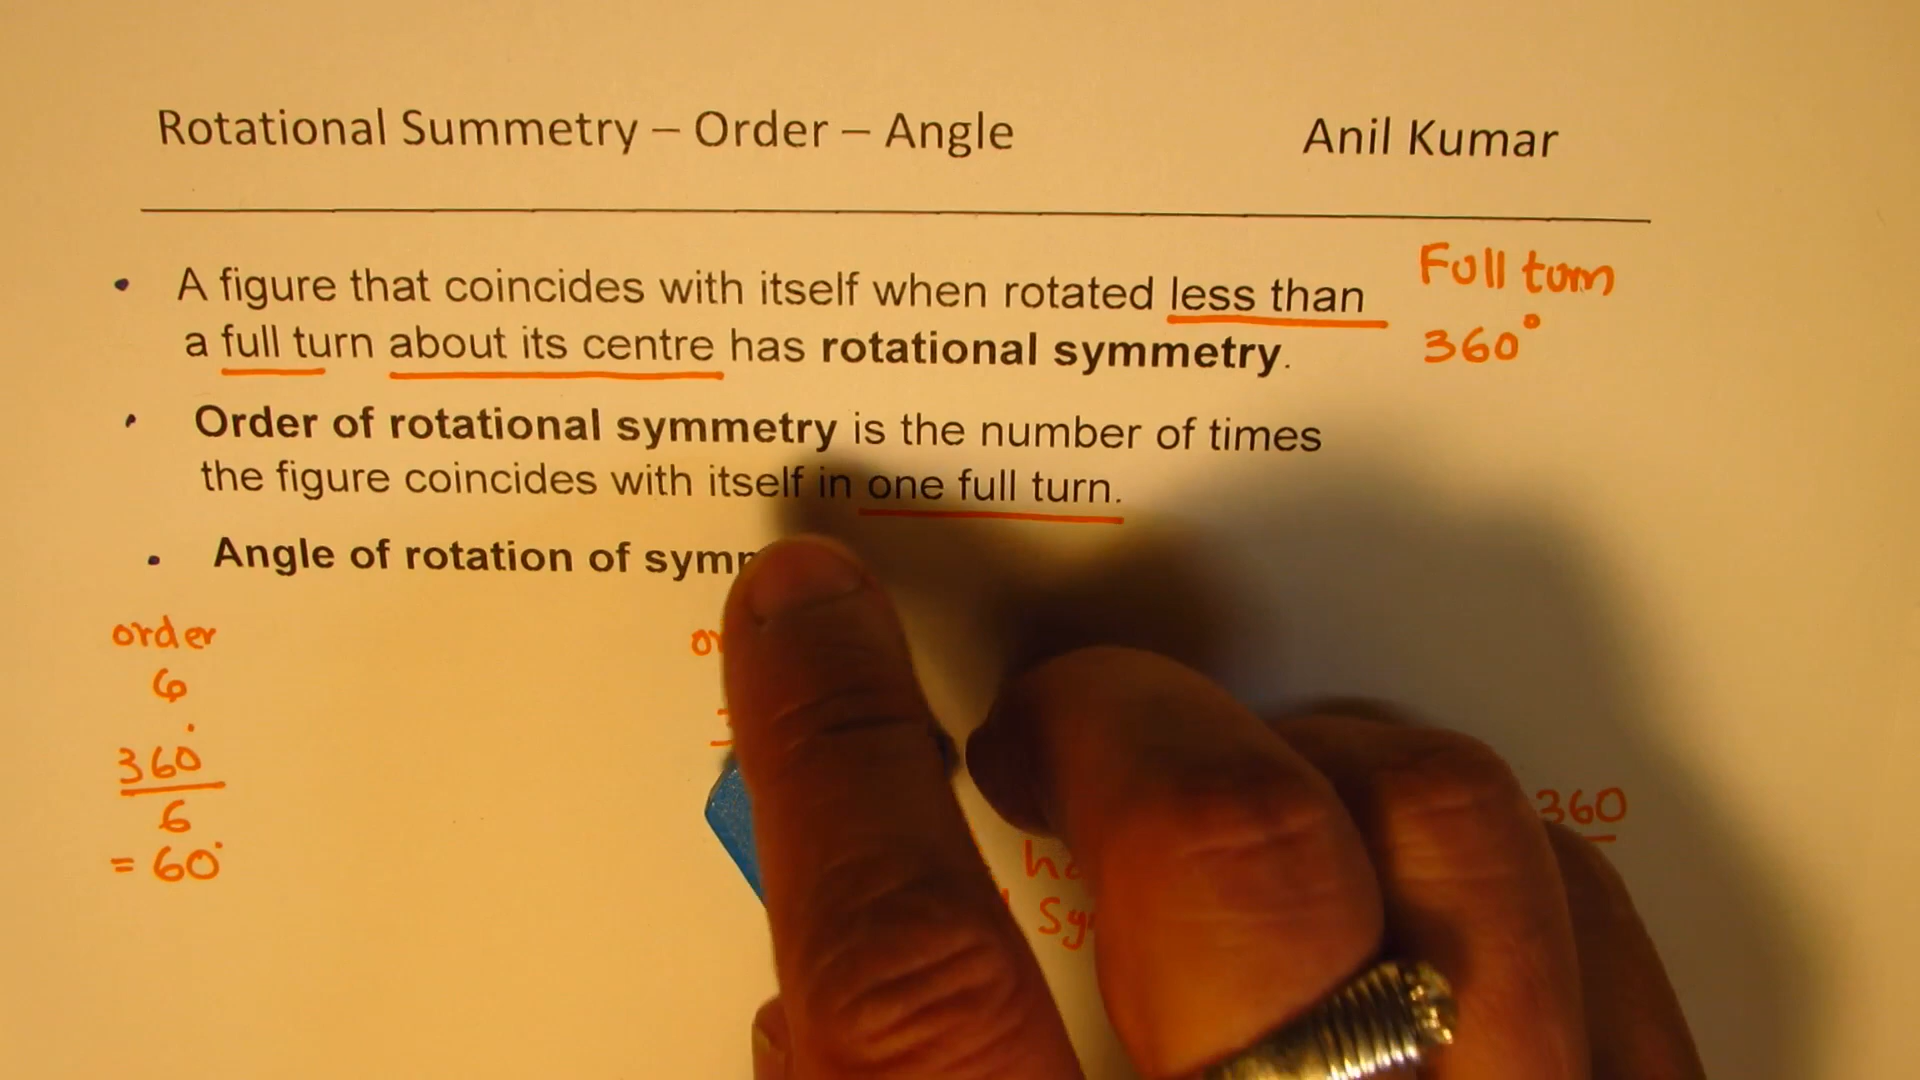 Rotational Summetry – Order – Angle
Anil Kumar
• A figure that coincides with itself when rotated less than
a full turn about its centre has rotational symmetry.
Full turn
360°
• Order of rotational symmetry is the number of times
the figure coincides with itself in one full turn.
• Angle of rotation of
order
6
360°
6
= 60°
360